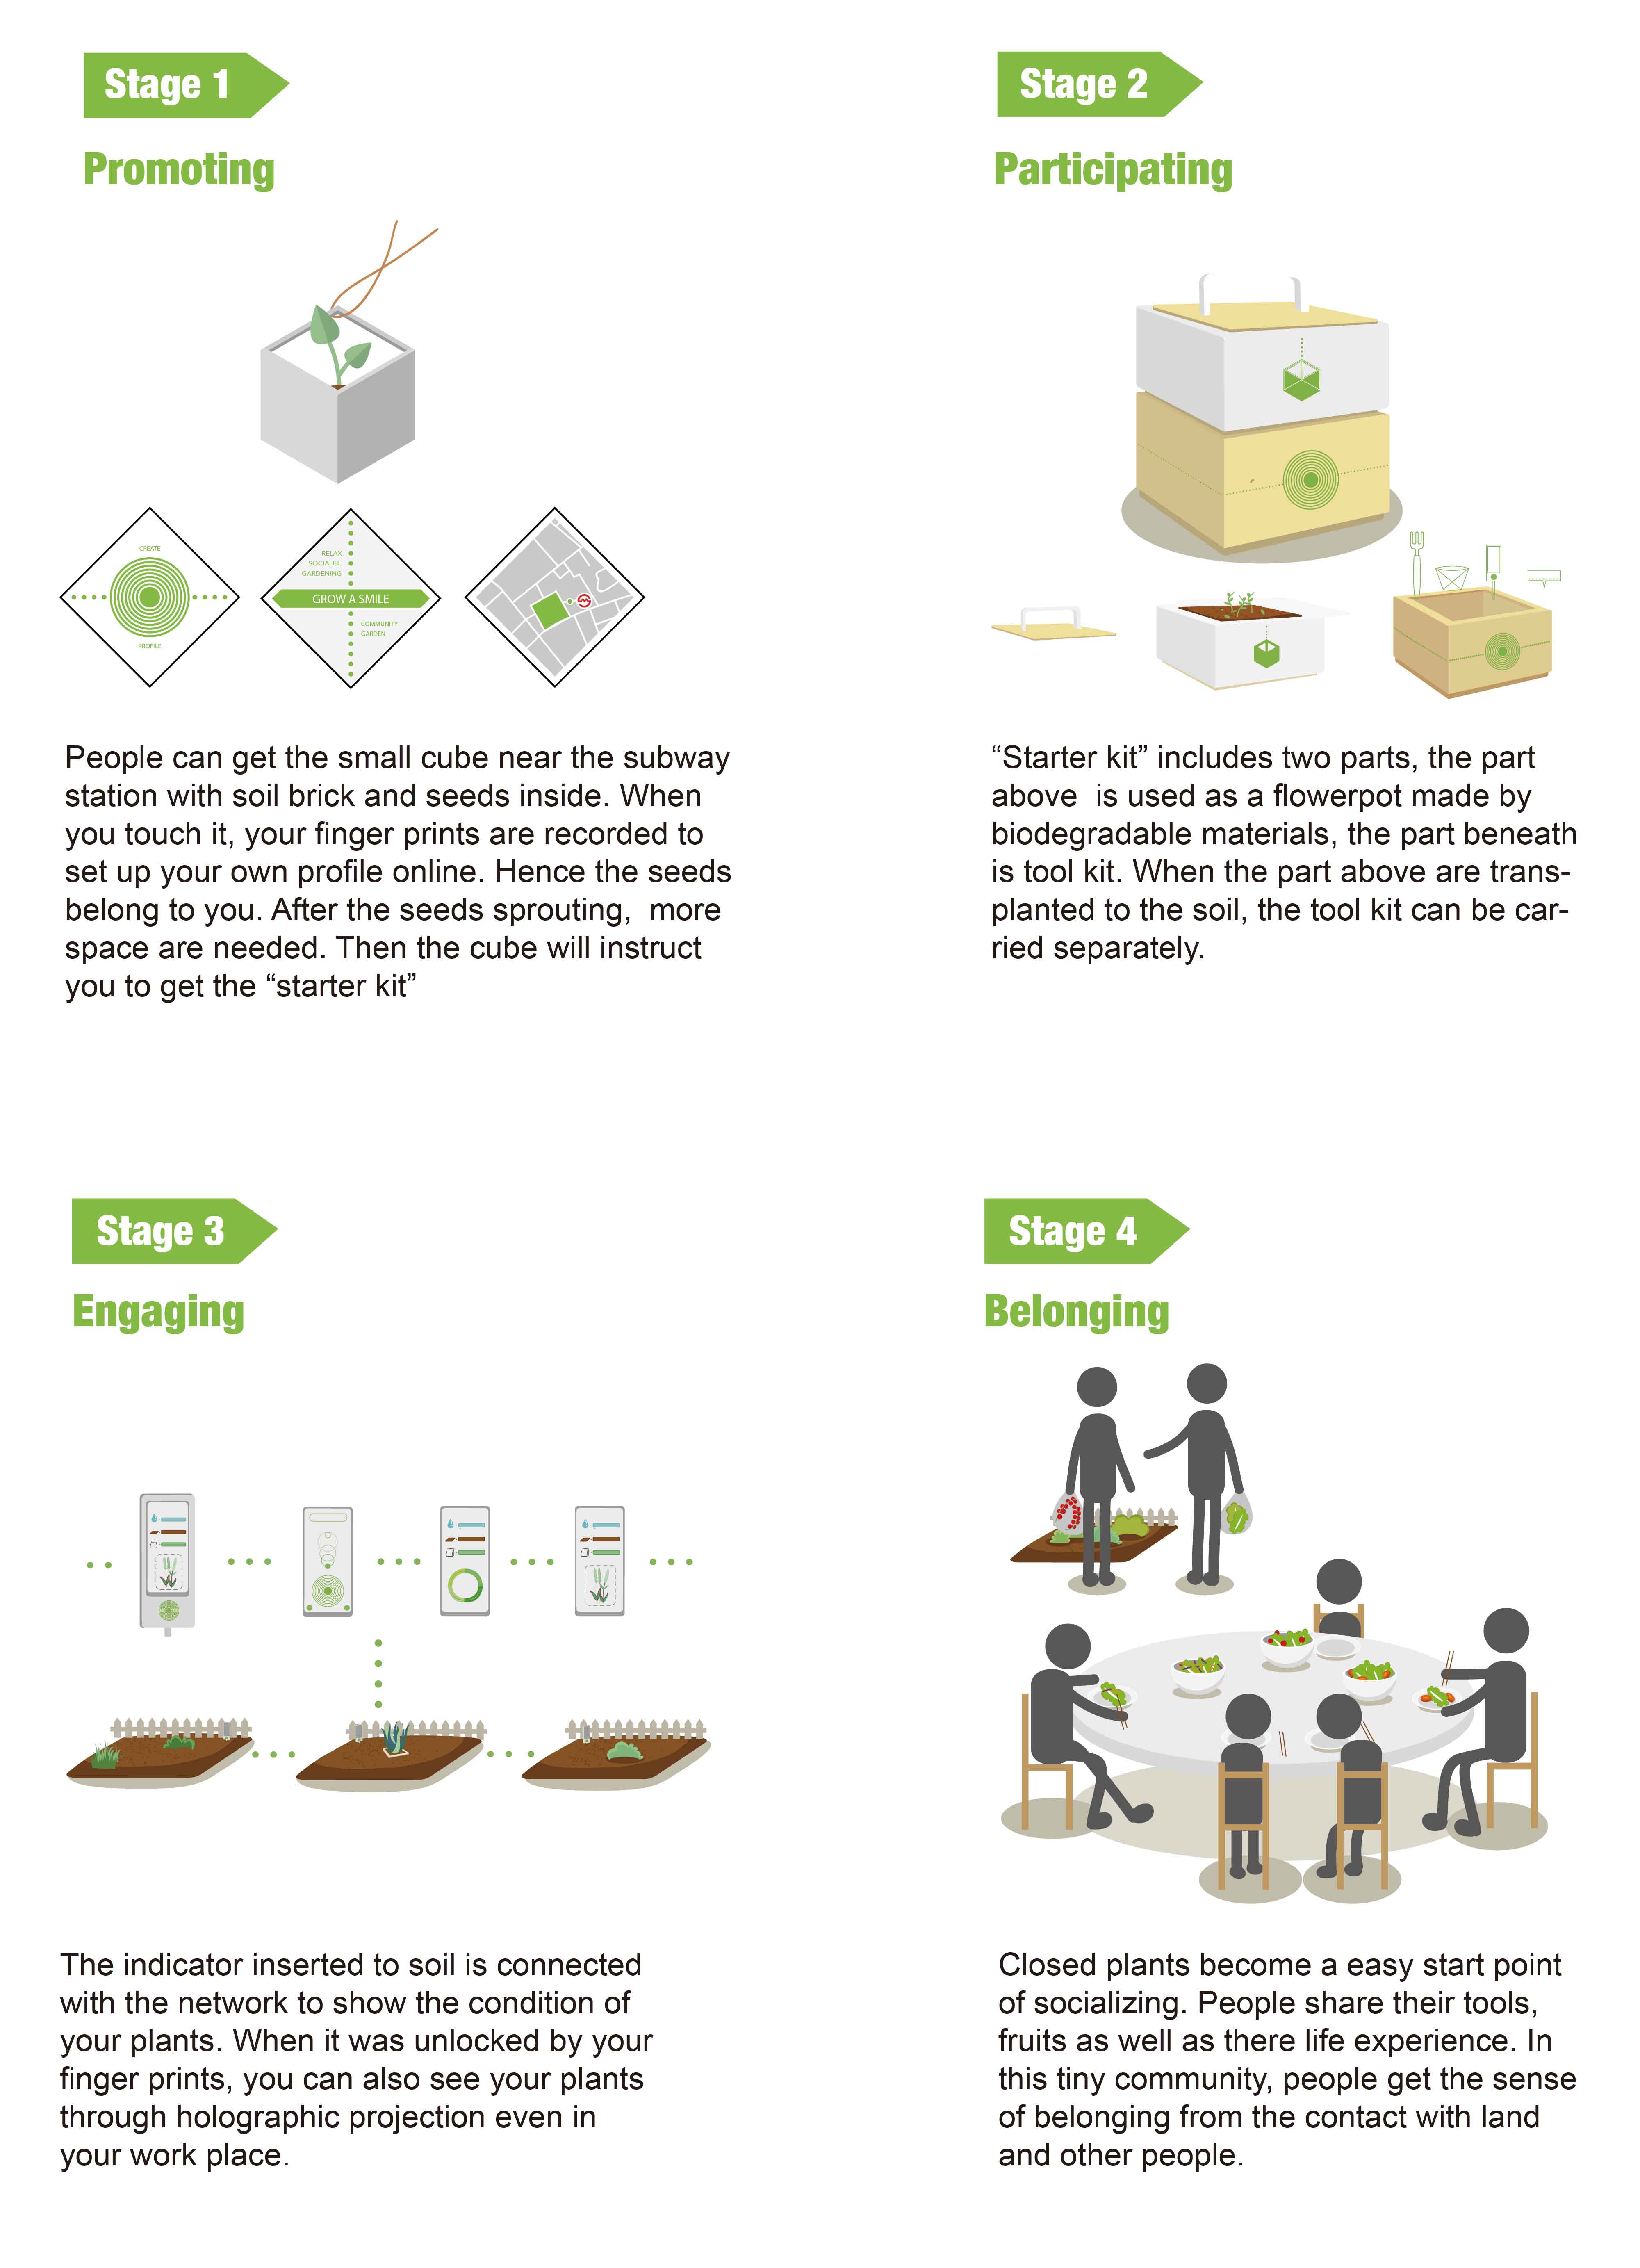 Stage 1
Promoting
CREATE
PROFILE
RELAX
SOCIALISE
GARDENING
GROW A SMILE
COMMUNITY
GARDEN
People can get the small cube near the subway
station with soil brick and seeds inside. When
you touch it, your finger prints are recorded to
set up your own profile online. Hence the seeds
belong to you. After the seeds sprouting,  more
space are needed. Then the cube will instruct
you to get the “starter kit”
Stage 2
Participating
“Starter kit” includes two parts, the part
above  is used as a flowerpot made by
biodegradable materials, the part beneath
is tool kit. When the part above are trans-
planted to the soil, the tool kit can be car-
ried separately.
Stage 3
Engaging
The indicator inserted to soil is connected
with the network to show the condition of
your plants. When it was unlocked by your
finger prints, you can also see your plants
through holographic projection even in
your work place.
Stage 4
Belonging
Closed plants become a easy start point
of socializing. People share their tools,
fruits as well as there life experience. In
this tiny community, people get the sense
of belonging from the contact with land
and other people.